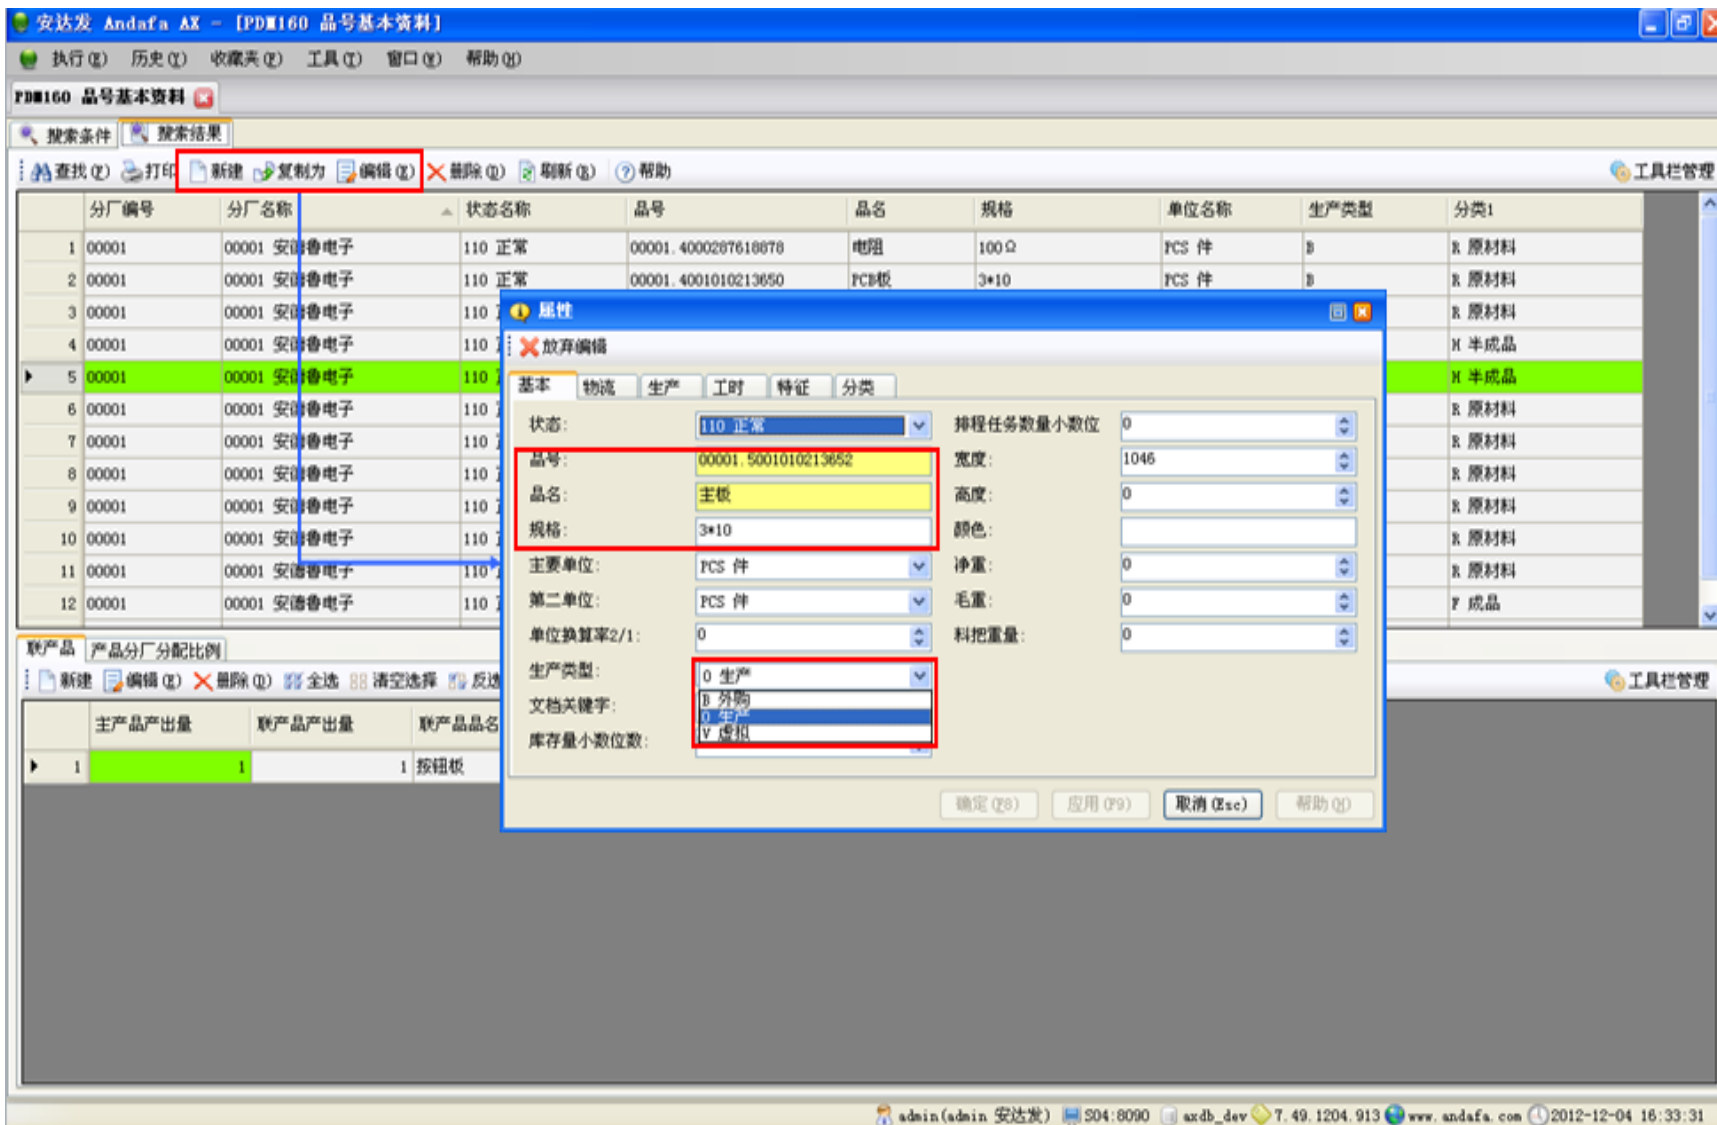 安达发 Andafa AX - [PDM160 品号基本资料]
执行(E) 历史(Y) 收藏夹(F) 工具(T) 窗口(W) 帮助(H)
PDM160 品号基本资料
搜索条件 搜索结果
查找(F) 打印 新建 复制为 编辑(E) 删除(D) 刷新(R) 帮助 工具栏管理
分厂编号 分厂名称 状态名称 品号 品名 规格 单位名称 生产类型 分类1
1 00001 00001 安德鲁电子 110 正常 00001.4000287618878 电阻 100Ω PCS 件 B R 原材料
2 00001 00001 安德鲁电子 110 正常 00001.4001010213650 PCB板 3*10 PCS 件 B R 原材料
3 00001 00001 安德鲁电子 110 R 原材料
4 00001 00001 安德鲁电子 110 M 半成品
5 00001 00001 安德鲁电子 110 M 半成品
6 00001 00001 安德鲁电子 110 R 原材料
7 00001 00001 安德鲁电子 110 R 原材料
8 00001 00001 安德鲁电子 110 R 原材料
9 00001 00001 安德鲁电子 110 R 原材料
10 00001 00001 安德鲁电子 110 R 原材料
11 00001 00001 安德鲁电子 110 R 原材料
12 00001 00001 安德鲁电子 110 F 成品
属性
放弃编辑
基本 物流 生产 工时 特征 分类
状态: 110 正常 排程任务数量小数位 0
品号: 00001.5001010213652 宽度: 1046
品名: 主板 高度: 0
规格: 3*10 颜色:
主要单位: PCS 件 净重: 0
第二单位: PCS 件 毛重: 0
单位换算率2/1: 0 料把重量: 0
生产类型: O 生产
B 外购
文档关键字: O 生产
V 虚拟
库存量小数位数:
确定(F8) 应用(F9) 取消(Esc) 帮助(H)
联产品 产品分厂分配比例
新建 编辑(E) 删除(D) 全选 清空选择 反选 工具栏管理
主产品产出量 联产品产出量 联产品品名
1 1 1 按钮板
admin(admin 安达发) S04:8090 axdb_dev 7.49.1204.913 www.andafa.com 2012-12-04 16:33:31